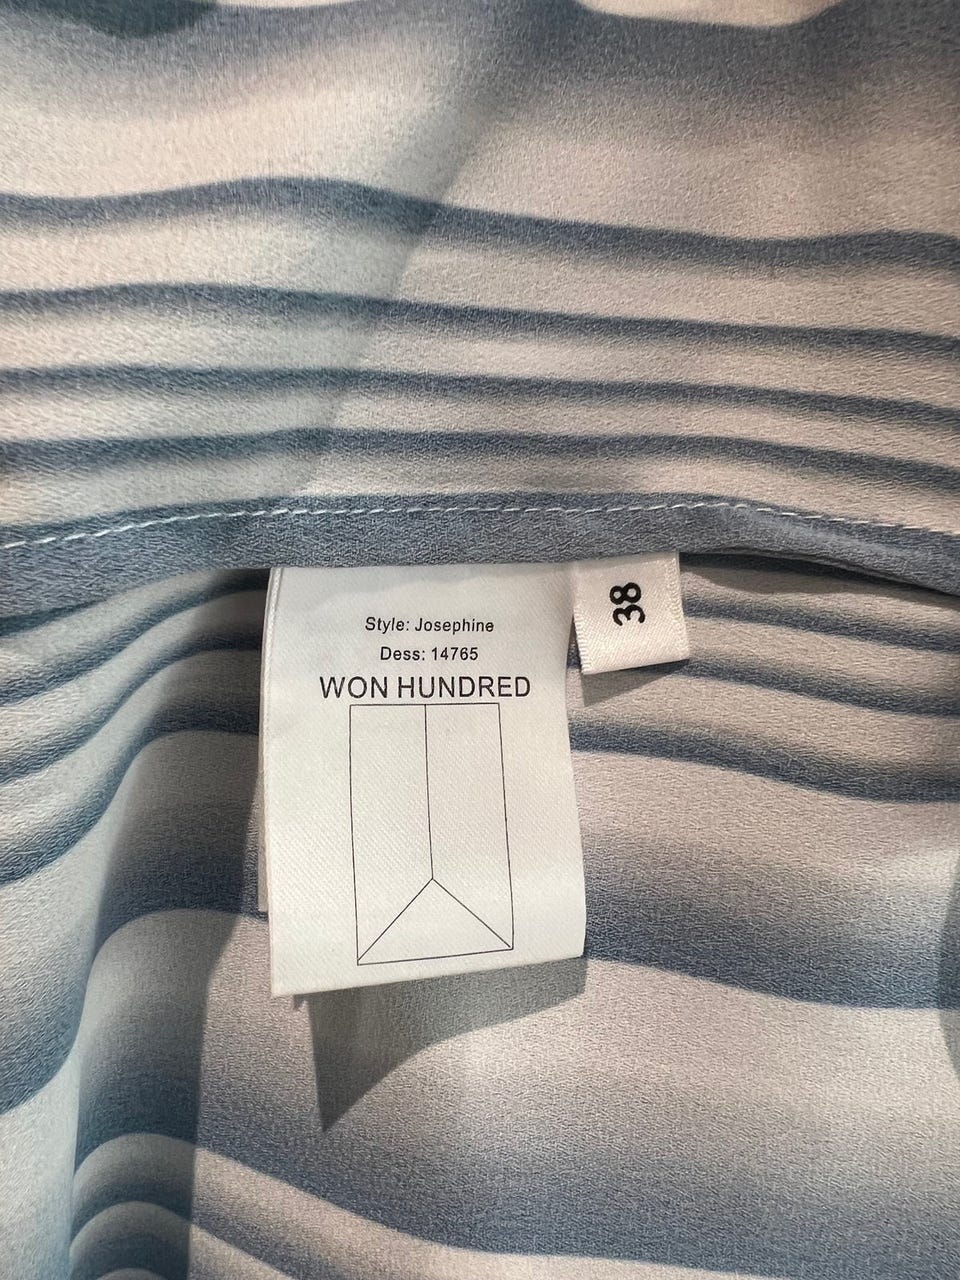 Style: Josephine
Dess: 14765
WON HUNDRED
38